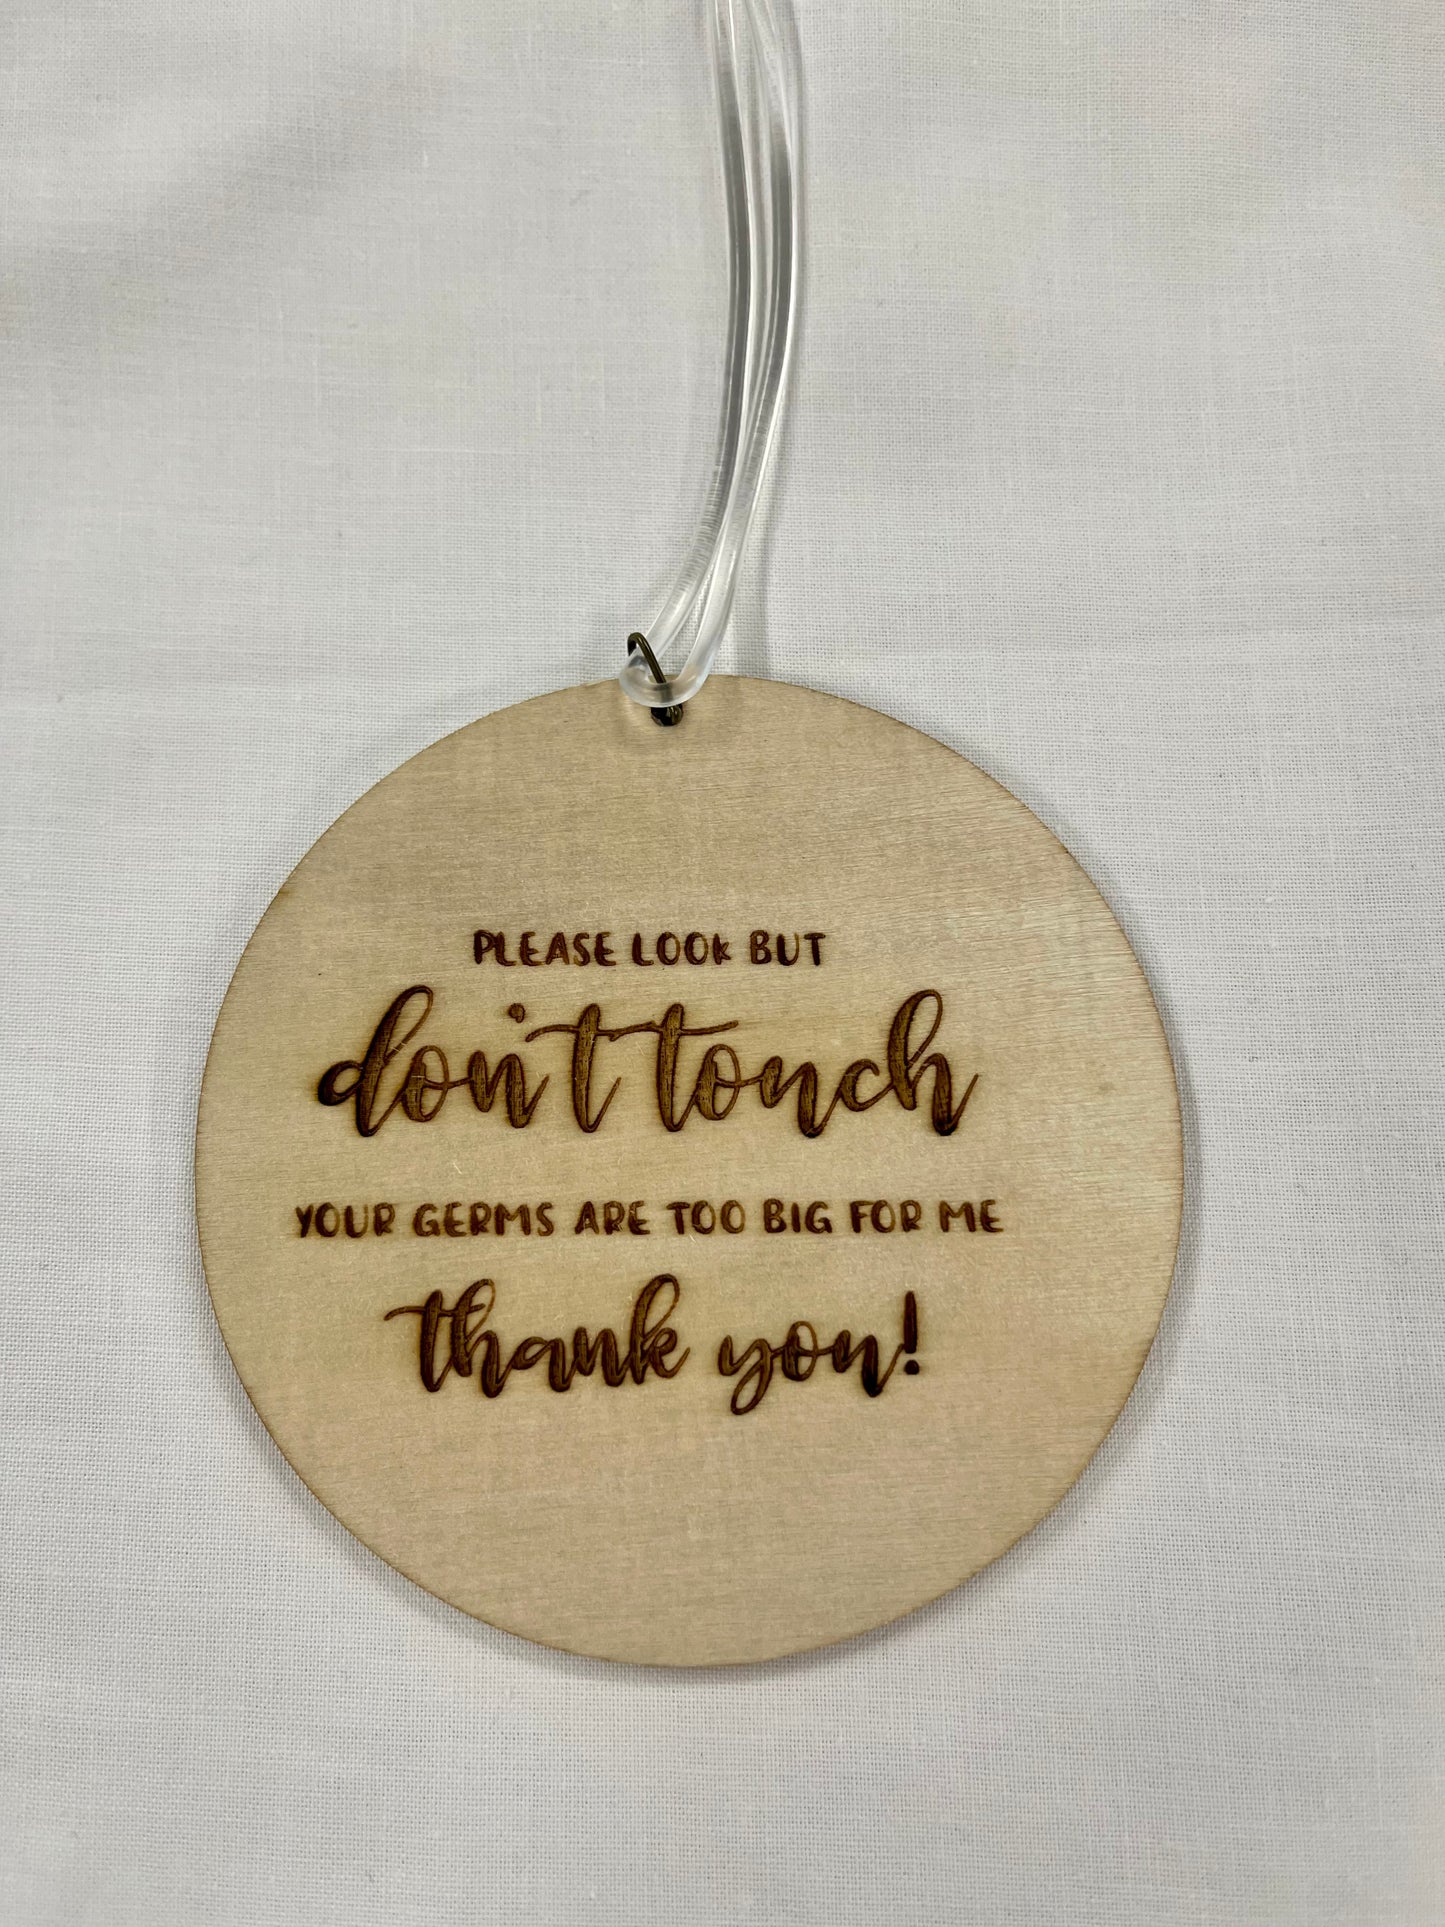 PLEASE LOOK BUT
don't touch
YOUR GERMS ARE TOO BIG FOR ME
thank you!